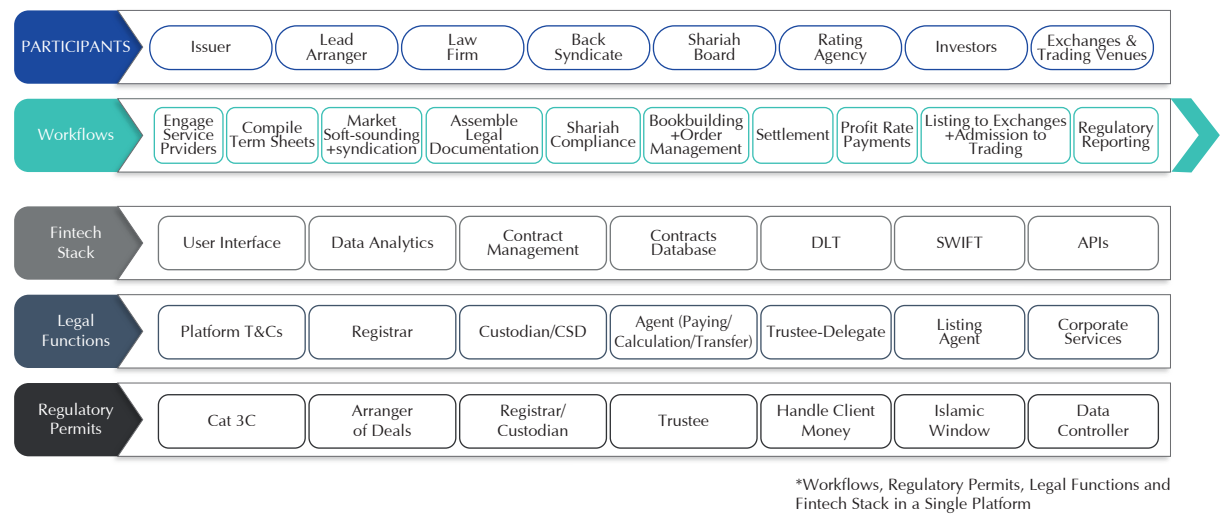 PARTICIPANTS
Issuer
Lead
Arranger
Law
Firm
Back
Syndicate
Shariah
Board
Rating
Agency
Investors
Exchanges &
Trading Venues
Workflows
Engage
Service
Prviders
Compile
Term Sheets
Market
Soft-sounding
+syndication
Assemble
Legal
Documentation
Shariah
Compliance
Bookbuilding
+Order
Management
Settlement
Profit Rate
Payments
Listing to Exchanges
+Admission to
Trading
Regulatory
Reporting
Fintech
Stack
User Interface
Data Analytics
Contract
Management
Contracts
Database
DLT
SWIFT
APIs
Legal
Functions
Platform T&Cs
Registrar
Custodian/CSD
Agent (Paying/
Calculation/Transfer)
Trustee-Delegate
Listing
Agent
Corporate
Services
Regulatory
Permits
Cat 3C
Arranger
of Deals
Registrar/
Custodian
Trustee
Handle Client
Money
Islamic
Window
Data
Controller
*Workflows, Regulatory Permits, Legal Functions and
Fintech Stack in a Single Platform